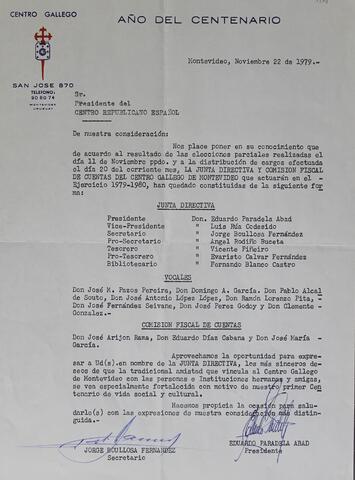 CENTRO GALLEGO
AÑO DEL CENTENARIO
SAN JOSE 870
TELEFONO:
90 80 74
MONTEVIDEO
URUGUAY
Montevideo, Noviembre 22 de 1979.-
Sr.
Presidente del
CENTRO REPUBLICANO ESPAÑOL
De nuestra consideración:
Nos place poner en su conocimiento que
de acuerdo al resultado de las elecciones parciales realizadas el
día 11 de Noviembre ppdo. y a la distribución de cargos efectuada
el día 20 del corriente mes, LA JUNTA DIRECTIVA Y COMISION FISCAL
DE CUENTAS DEL CENTRO GALLEGO DE MONTEVIDEO que actuarán en el
Ejercicio 1979-1980, han quedado constituidas de la siguiente for
ma:
JUNTA DIRECTIVA
Presidente Don. Eduardo Paradela Abad
Vice-Presidente " Luis Ría Codesido
Secretario " Jorge Boullosa Fernández
Pro-Secretario " Angel Rodiño Buceta
Tesorero " Vicente Piñeiro
Pro-Tesorero " Evaristo Calvar Fernández
Bibliotecario " Fernando Blanco Castro
VOCALES
Don José M. Pazos Pereira, Don Domingo A. García. Don Pablo Alcal
de Souto, Don José Antonio López López, Don Ramón Lorenzo Pita,
Don José Fernández Seivane, Don José Perez Godoy y Don Clemente
Gonzalez.-
COMISION FISCAL DE CUENTAS
Don José Arijon Rama, Don Eduardo Díaz Cabana y Don José María
García.
Aprovechamos la oportunidad para expre-
sar a Ud(s).en nombre de la JUNTA DIRECTIVA, los más sinceros de-
seos de que la tradicional amistad que vincula al Centro Gallego
de Montevideo con las personas e Instituciones hermanas y amigas,
se vea especialmente fortalecida con motivo de nuestro primer Cen
tenario de vida social y cultural.
Hacemos propicia la ocasión para salu-
darlo(s) con las expresiones de nuestra consideración más distin-
guida.-
JORGE BOULLOSA FERNANDEZ
Secretario
EDUARDO PARADELA ABAD
Presidente